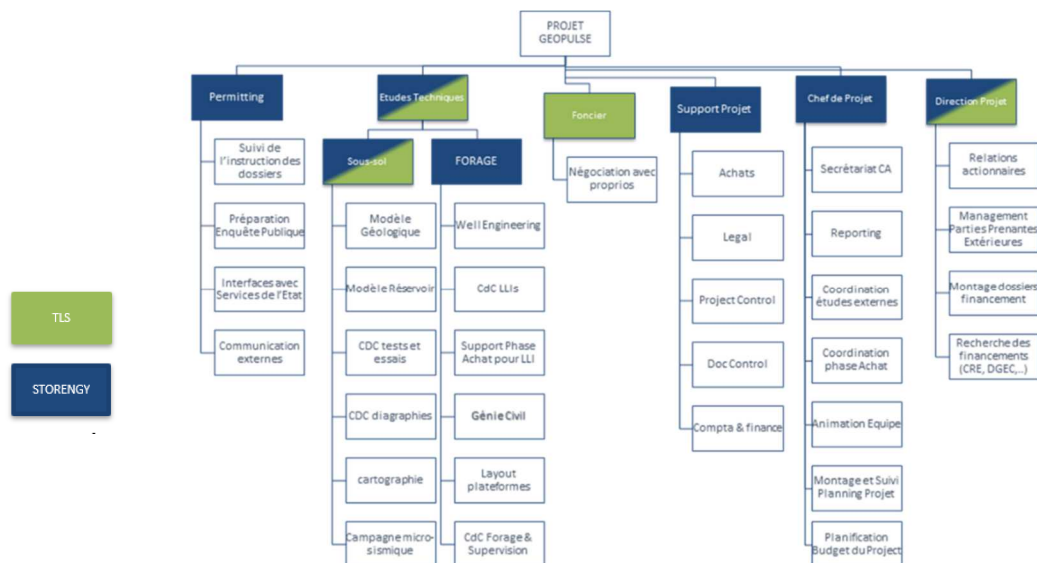 PROJET
GEOPULSE
Permitting
Etudes Techniques
Foncier
Support Projet
Chef de Projet
Direction Projet
Suivi de
l'instruction des
dossiers
Préparation
Enquête Publique
Interfaces avec
Services de l'Etat
Communication
externes
Sous-sol
FORAGE
Modèle
Géologique
Modèle Réservoir
CDC tests et
essais
CDC diagraphies
cartographie
Campagne micro-
sismique
Well Engineering
CdC LLIs
Support Phase
Achat pour LLI
Génie Civil
Layout
plateformes
CdC Forage &
Supervision
Négociation avec
proprios
Achats
Legal
Project Control
Doc Control
Compta & finance
Secrétariat CA
Reporting
Coordination
études externes
Coordination
phase Achat
Animation Equipe
Montage et Suivi
Planning Projet
Planification
Budget du Project
Relations
actionnaires
Management
Parties Prenantes
Extérieures
Montage dossiers
financement
Recherche des
financements
(CRE, DGEC,..)
TLS
STORENGY
-